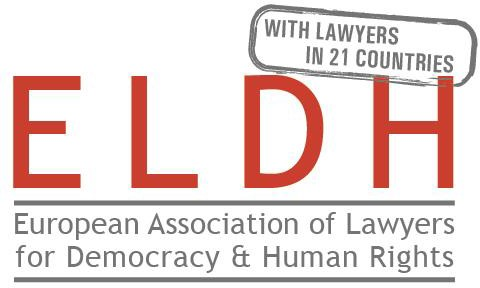 WITH LAWYERS
IN 21 COUNTRIES
ELDH
European Association of Lawyers
for Democracy & Human Rights